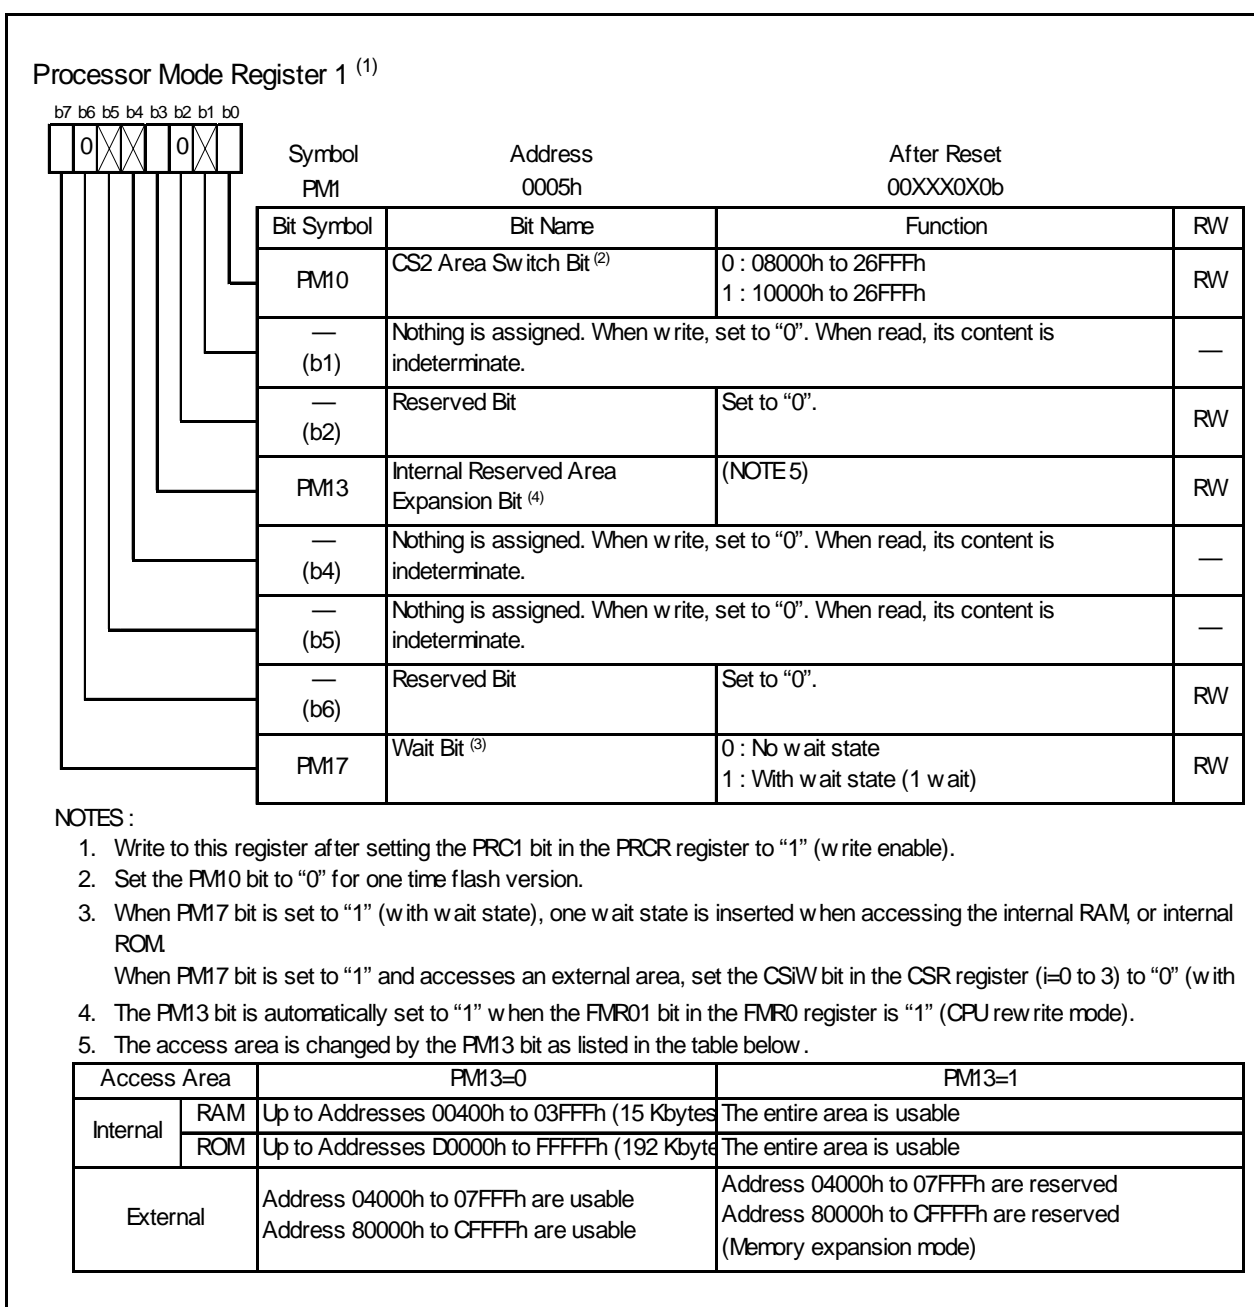 Processor Mode Register 1 (1)
b7 b6 b5 b4 b3 b2 b1 b0
0 0
Symbol Address After Reset
PM1 0005h 00XXX0X0b
Bit Symbol Bit Name Function RW
PM10 CS2 Area Switch Bit (2) 0 : 08000h to 26FFFh RW
1 : 10000h to 26FFFh
— Nothing is assigned. When write, set to “0”. When read, its content is —
(b1) indeterminate.
— Reserved Bit Set to “0”. RW
(b2)
PM13 Internal Reserved Area (NOTE 5) RW
Expansion Bit (4)
— Nothing is assigned. When write, set to “0”. When read, its content is —
(b4) indeterminate.
— Nothing is assigned. When write, set to “0”. When read, its content is —
(b5) indeterminate.
— Reserved Bit Set to “0”. RW
(b6)
PM17 Wait Bit (3) 0 : No wait state RW
1 : With wait state (1 wait)
NOTES :
1. Write to this register after setting the PRC1 bit in the PRCR register to “1” (write enable).
2. Set the PM10 bit to “0” for one time flash version.
3. When PM17 bit is set to “1” (with wait state), one wait state is inserted when accessing the internal RAM, or internal
ROM.
When PM17 bit is set to “1” and accesses an external area, set the CSiW bit in the CSR register (i=0 to 3) to “0” (with
4. The PM13 bit is automatically set to “1” when the FMR01 bit in the FMR0 register is “1” (CPU rewrite mode).
5. The access area is changed by the PM13 bit as listed in the table below.
Access Area PM13=0 PM13=1
Internal RAM Up to Addresses 00400h to 03FFFh (15 Kbytes The entire area is usable
ROM Up to Addresses D0000h to FFFFFh (192 Kbyte The entire area is usable
External Address 04000h to 07FFFh are usable Address 04000h to 07FFFh are reserved
Address 80000h to CFFFFh are usable Address 80000h to CFFFFh are reserved
(Memory expansion mode)